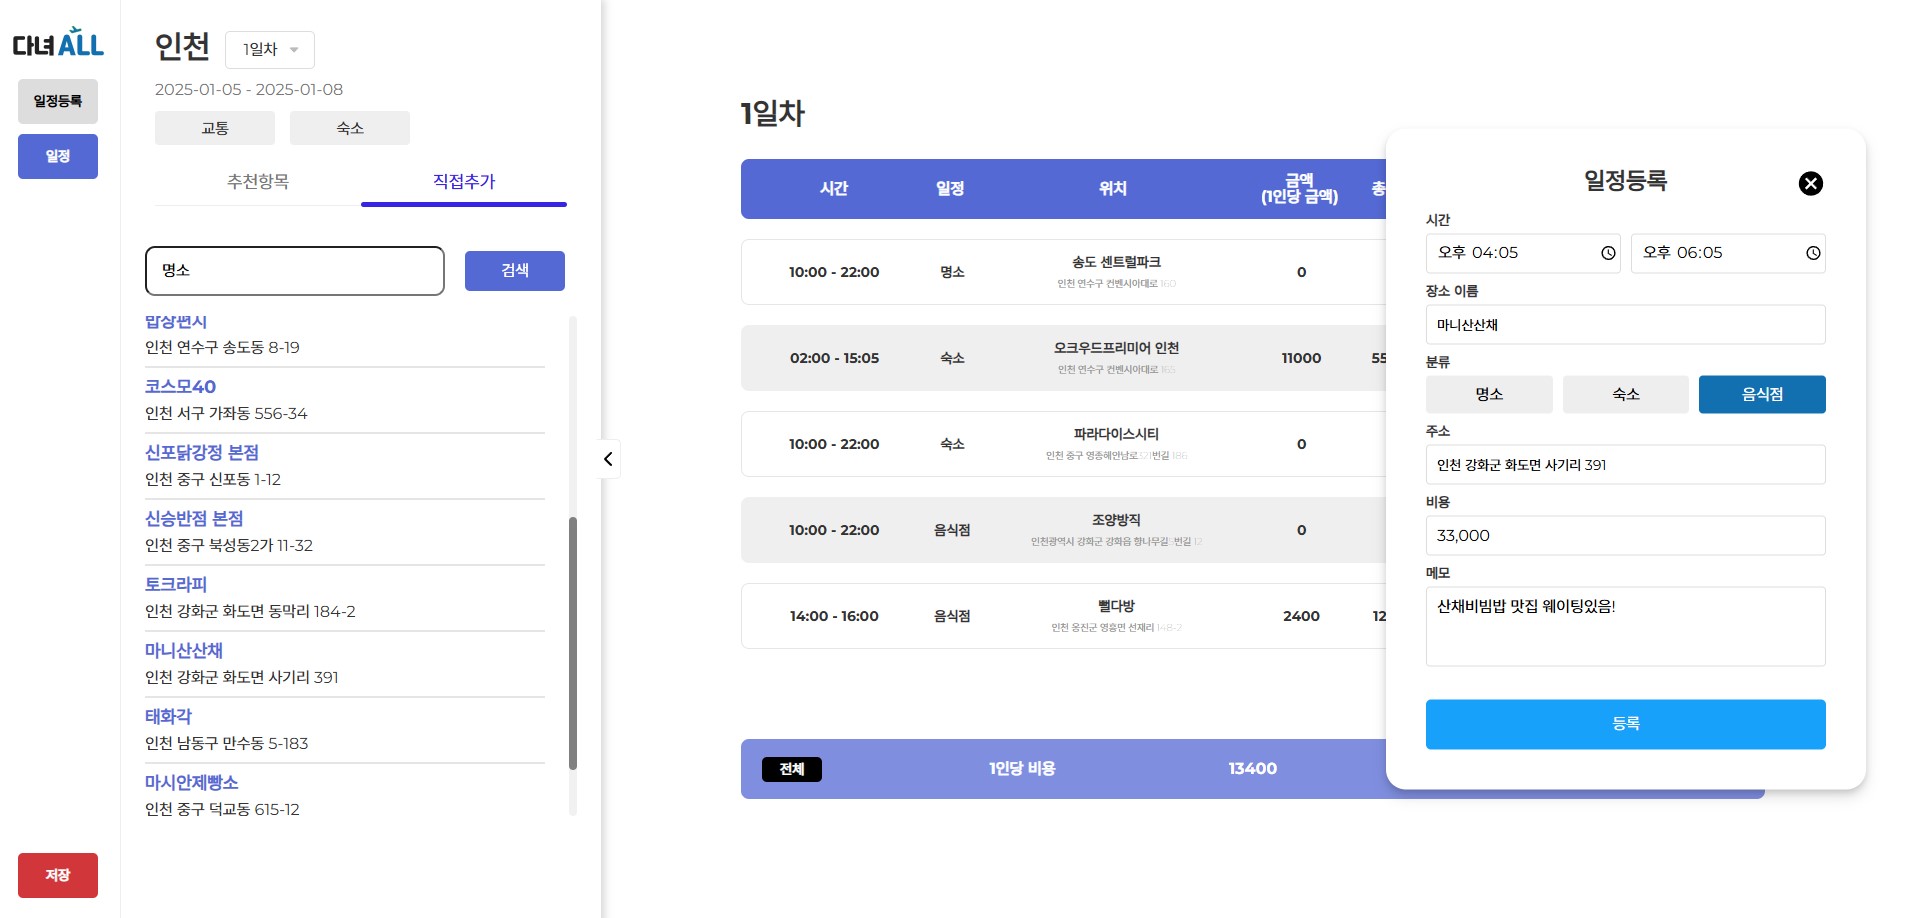 다녀ALL
일정등록
일정
저장
인천
1일차
2025-01-05 - 2025-01-08
교통
숙소
추천항목
직접추가
명소
검색
밥상편지
인천 연수구 송도동 8-19
코스모40
인천 서구 가좌동 556-34
신포닭강정 본점
인천 중구 신포동 1-12
신승반점 본점
인천 중구 북성동2가 11-32
토크라피
인천 강화군 화도면 동막리 184-2
마니산산채
인천 강화군 화도면 사기리 391
태화각
인천 남동구 만수동 5-183
마시안제빵소
인천 중구 덕교동 615-12
1일차
시간 일정 위치 금액 (1인당 금액) 총
10:00 - 22:00 명소 송도 센트럴파크 0
인천 연수구 컨벤시아대로 160
02:00 - 15:05 숙소 오크우드프리미어 인천 11000 55
인천 연수구 컨벤시아대로 165
10:00 - 22:00 숙소 파라다이스시티 0
인천 중구 영종해안남로 321번길 186
10:00 - 22:00 음식점 조양방직 0
인천광역시 강화군 강화읍 향나무길 번길 12
14:00 - 16:00 음식점 뻘다방 2400 12
인천 옹진군 영흥면 선재리 148-2
전체 1인당 비용 13400
일정등록
시간
오후 04:05
오후 06:05
장소 이름
마니산산채
분류
명소
숙소
음식점
주소
인천 강화군 화도면 사기리 391
비용
33,000
메모
산채비빔밥 맛집 웨이팅있음!
등록